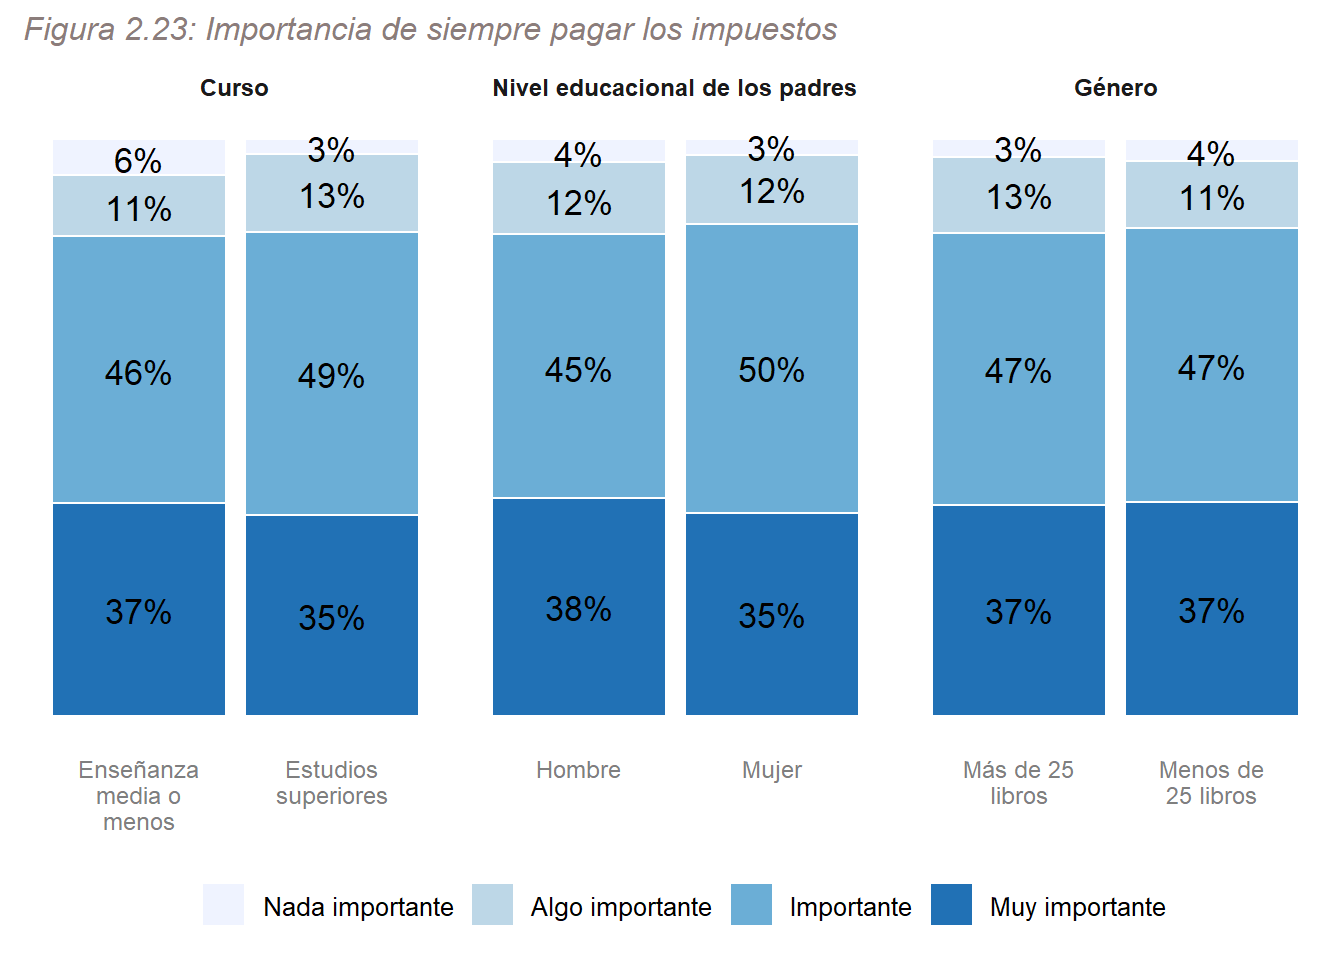 Figura 2.23: Importancia de siempre pagar los impuestos
Curso
Nivel educacional de los padres
Género
6%
3%
4%
3%
3%
4%
11%
13%
12%
12%
13%
11%
46%
49%
45%
50%
47%
47%
37%
35%
38%
35%
37%
37%
Enseñanza
media o
menos
Estudios
superiores
Hombre
Mujer
Más de 25
libros
Menos de
25 libros
Nada importante
Algo importante
Importante
Muy importante